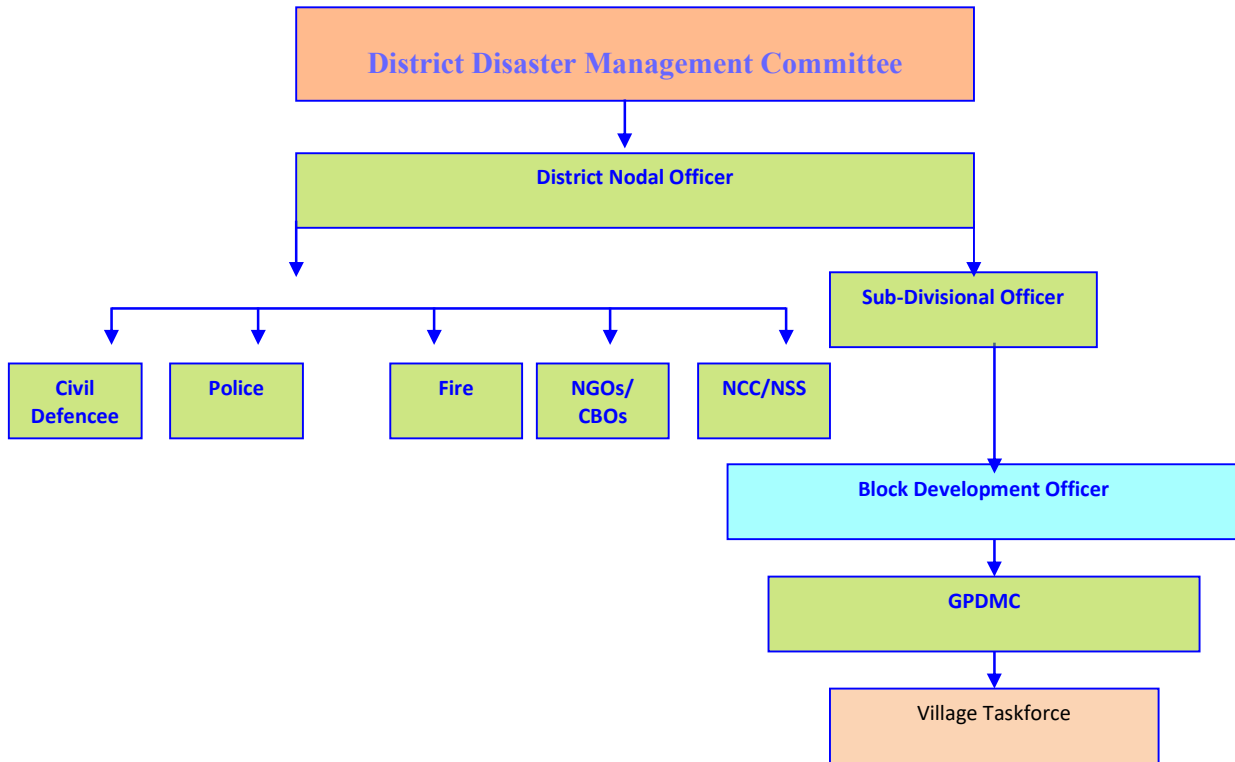 District Disaster Management Committee
District Nodal Officer
Sub-Divisional Officer
Civil
Defencee
Police
Fire
NGOs/
CBOs
NCC/NSS
Block Development Officer
GPDMC
Village Taskforce